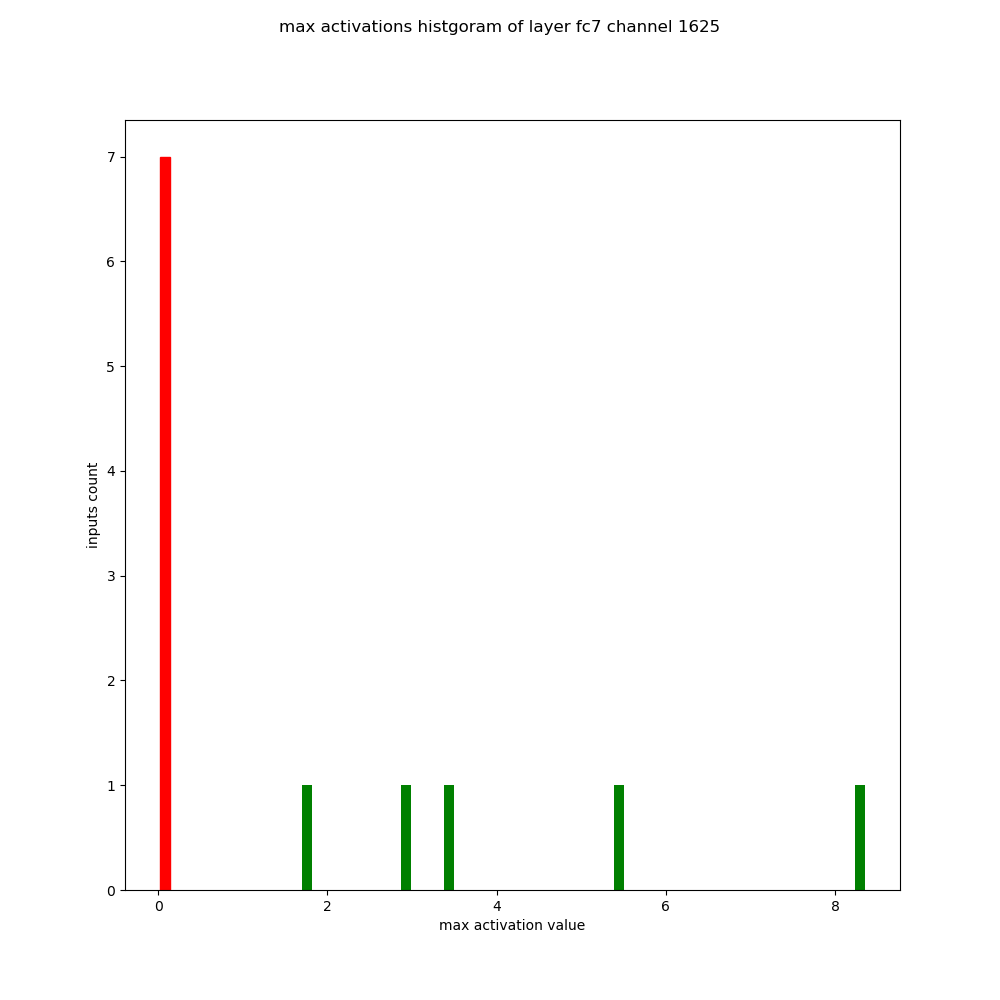 max activations histgoram of layer fc7 channel 1625
7
6
5
4
3
2
1
0
inputs count
0 2 4 6 8
max activation value